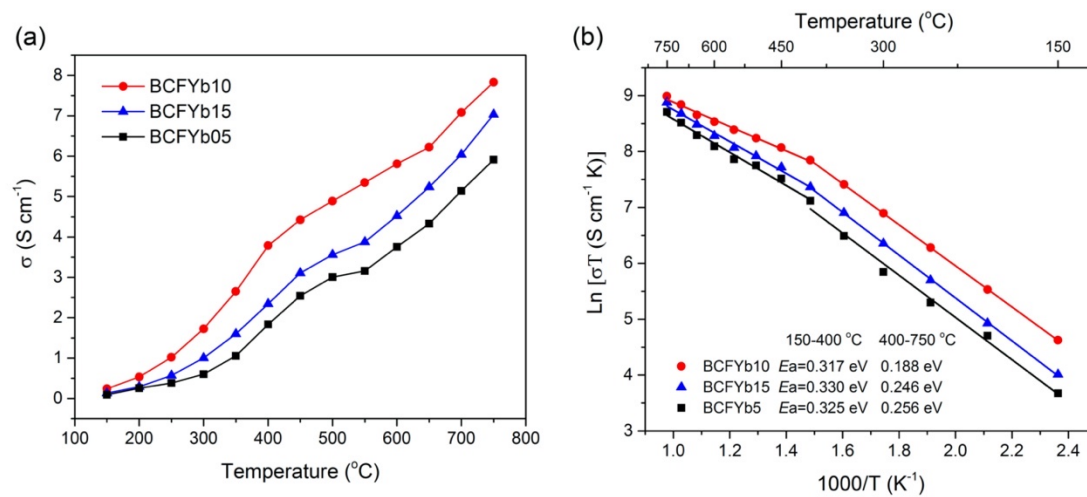 (a)
BCFYb10
BCFYb15
BCFYb05
σ (S cm⁻¹)
8
7
6
5
4
3
2
1
0
100 200 300 400 500 600 700 800
Temperature (°C)
(b)
Temperature (°C)
750 600 450 300 150
Ln [σT (S cm⁻¹ K)]
9
8
7
6
5
4
3
150-400 °C 400-750 °C
BCFYb10 Ea=0.317 eV 0.188 eV
BCFYb15 Ea=0.330 eV 0.246 eV
BCFYb5 Ea=0.325 eV 0.256 eV
1.0 1.2 1.4 1.6 1.8 2.0 2.2 2.4
1000/T (K⁻¹)